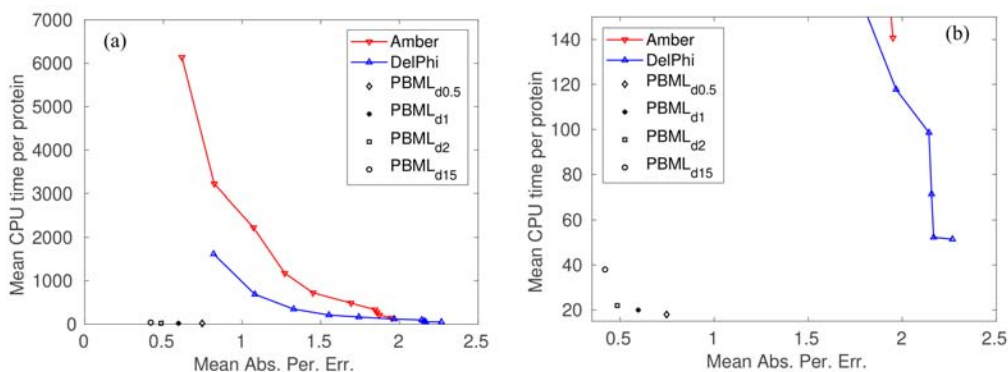 (a)
Amber
DelPhi
PBML_d0.5
PBML_d1
PBML_d2
PBML_d15
7000
6000
5000
4000
3000
2000
1000
0
0 0.5 1 1.5 2 2.5
Mean CPU time per protein
Mean Abs. Per. Err.
(b)
Amber
DelPhi
PBML_d0.5
PBML_d1
PBML_d2
PBML_d15
140
120
100
80
60
40
20
0.5 1 1.5 2 2.5
Mean CPU time per protein
Mean Abs. Per. Err.